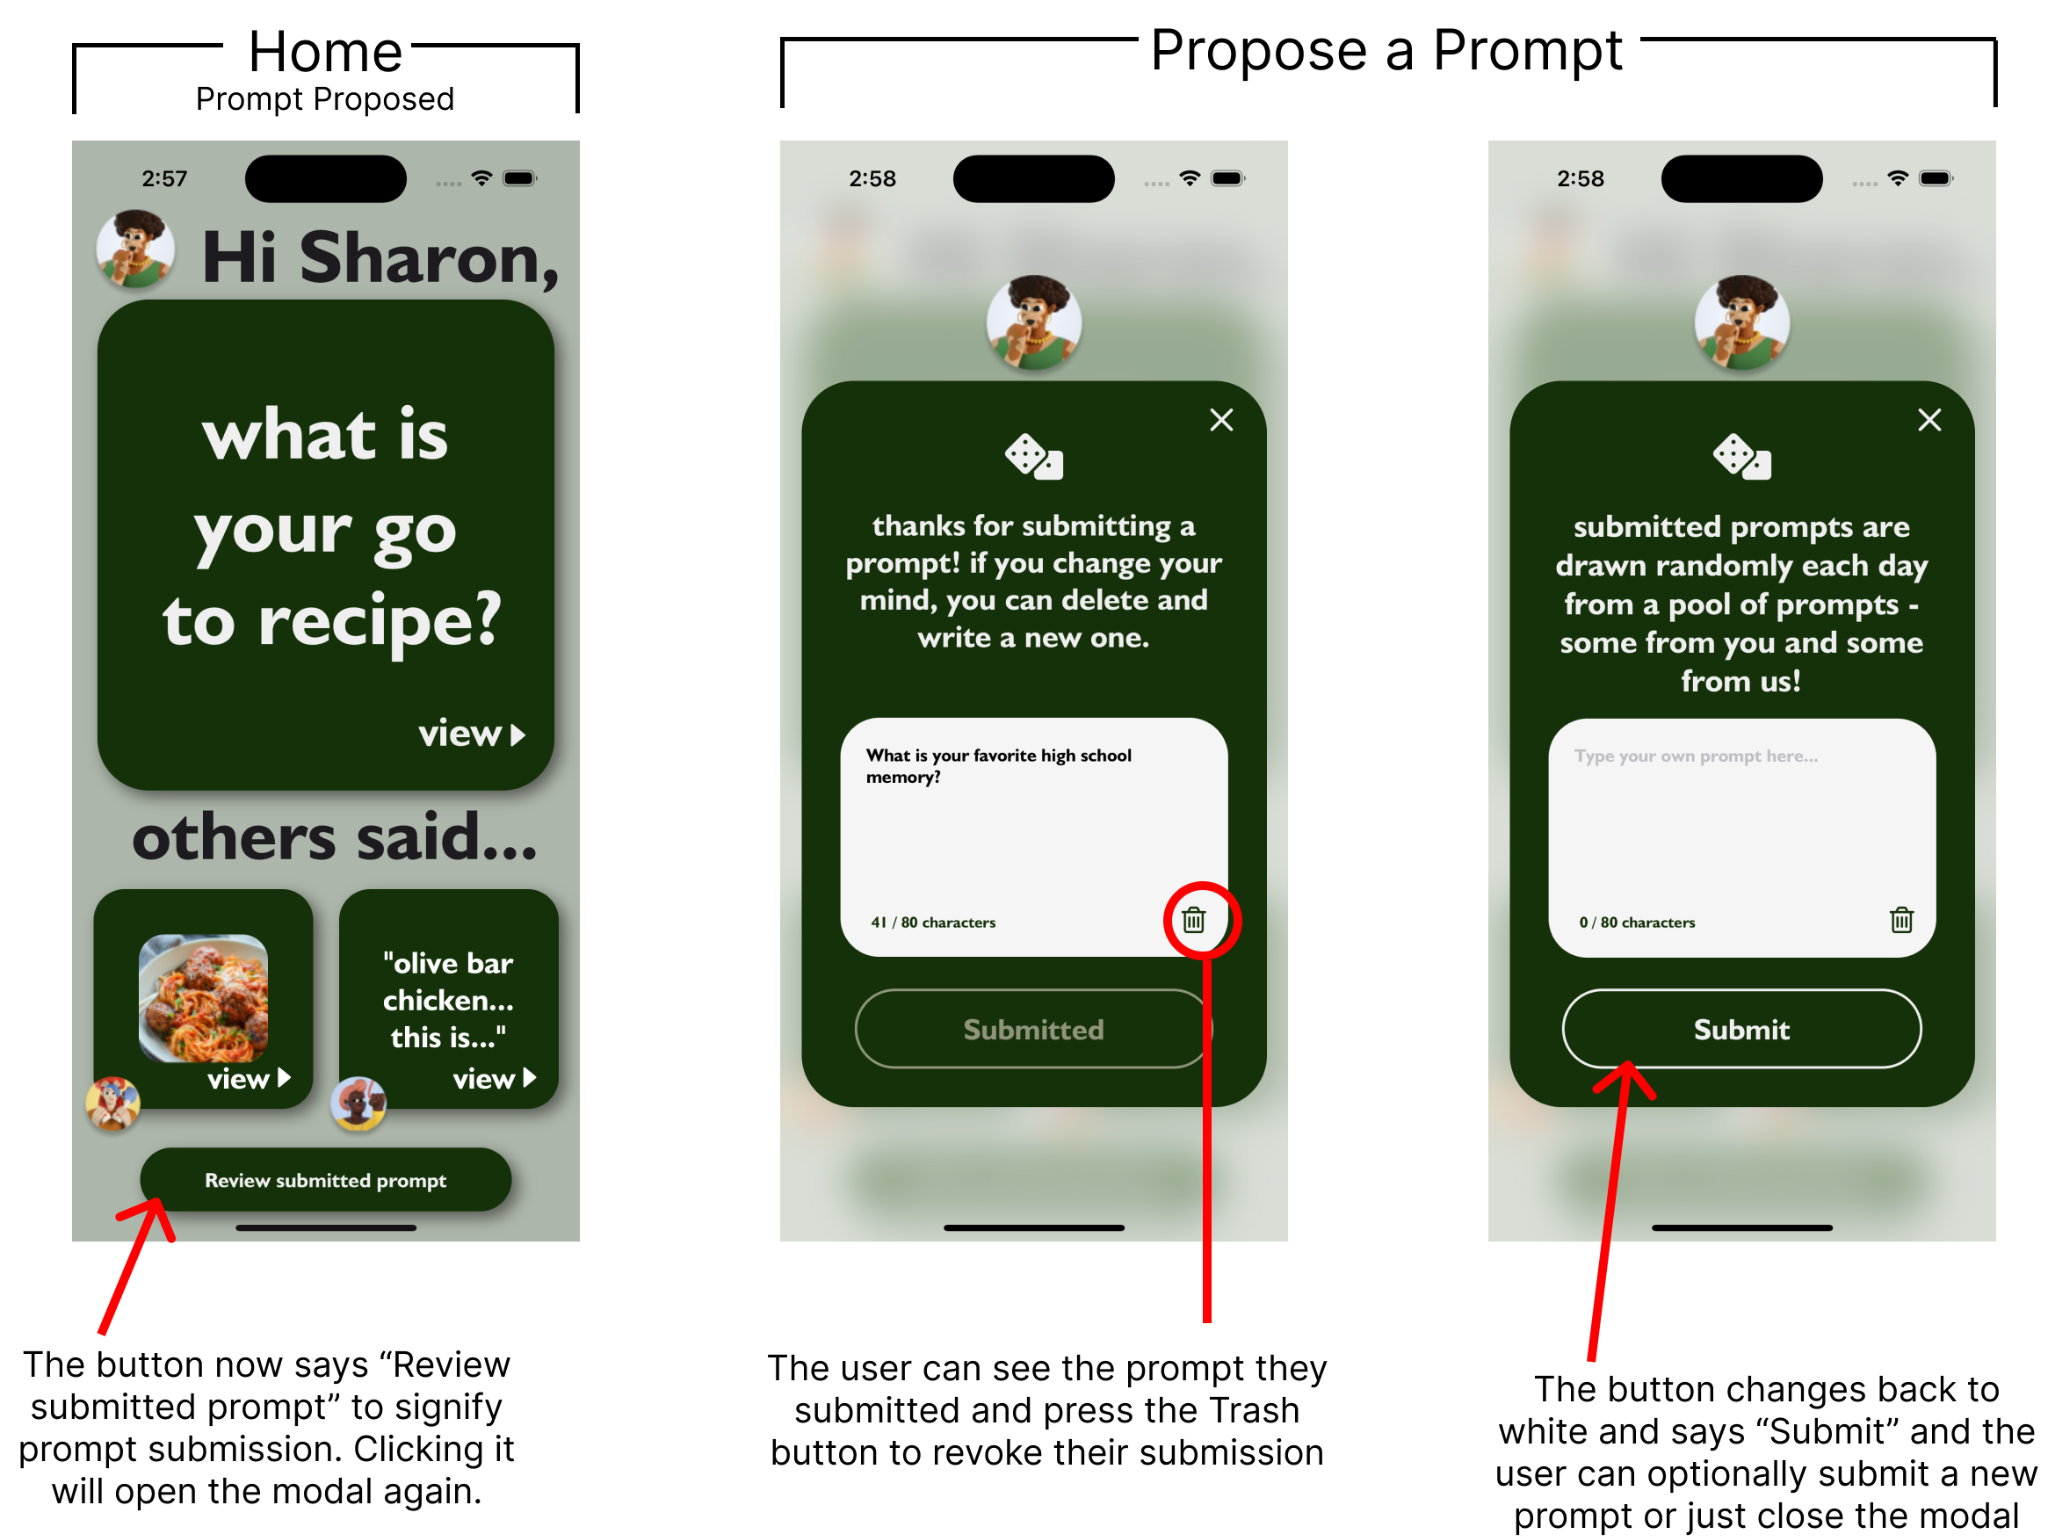 Home
Prompt Proposed
Propose a Prompt
2:57
Hi Sharon,
what is
your go
to recipe?
view
others said...
view
"olive bar
chicken...
this is..."
view
Review submitted prompt
The button now says “Review
submitted prompt” to signify
prompt submission. Clicking it
will open the modal again.
2:58
thanks for submitting a
prompt! if you change your
mind, you can delete and
write a new one.
What is your favorite high school
memory?
41 / 80 characters
Submitted
The user can see the prompt they
submitted and press the Trash
button to revoke their submission
2:58
submitted prompts are
drawn randomly each day
from a pool of prompts -
some from you and some
from us!
Type your own prompt here...
0 / 80 characters
Submit
The button changes back to
white and says “Submit” and the
user can optionally submit a new
prompt or just close the modal